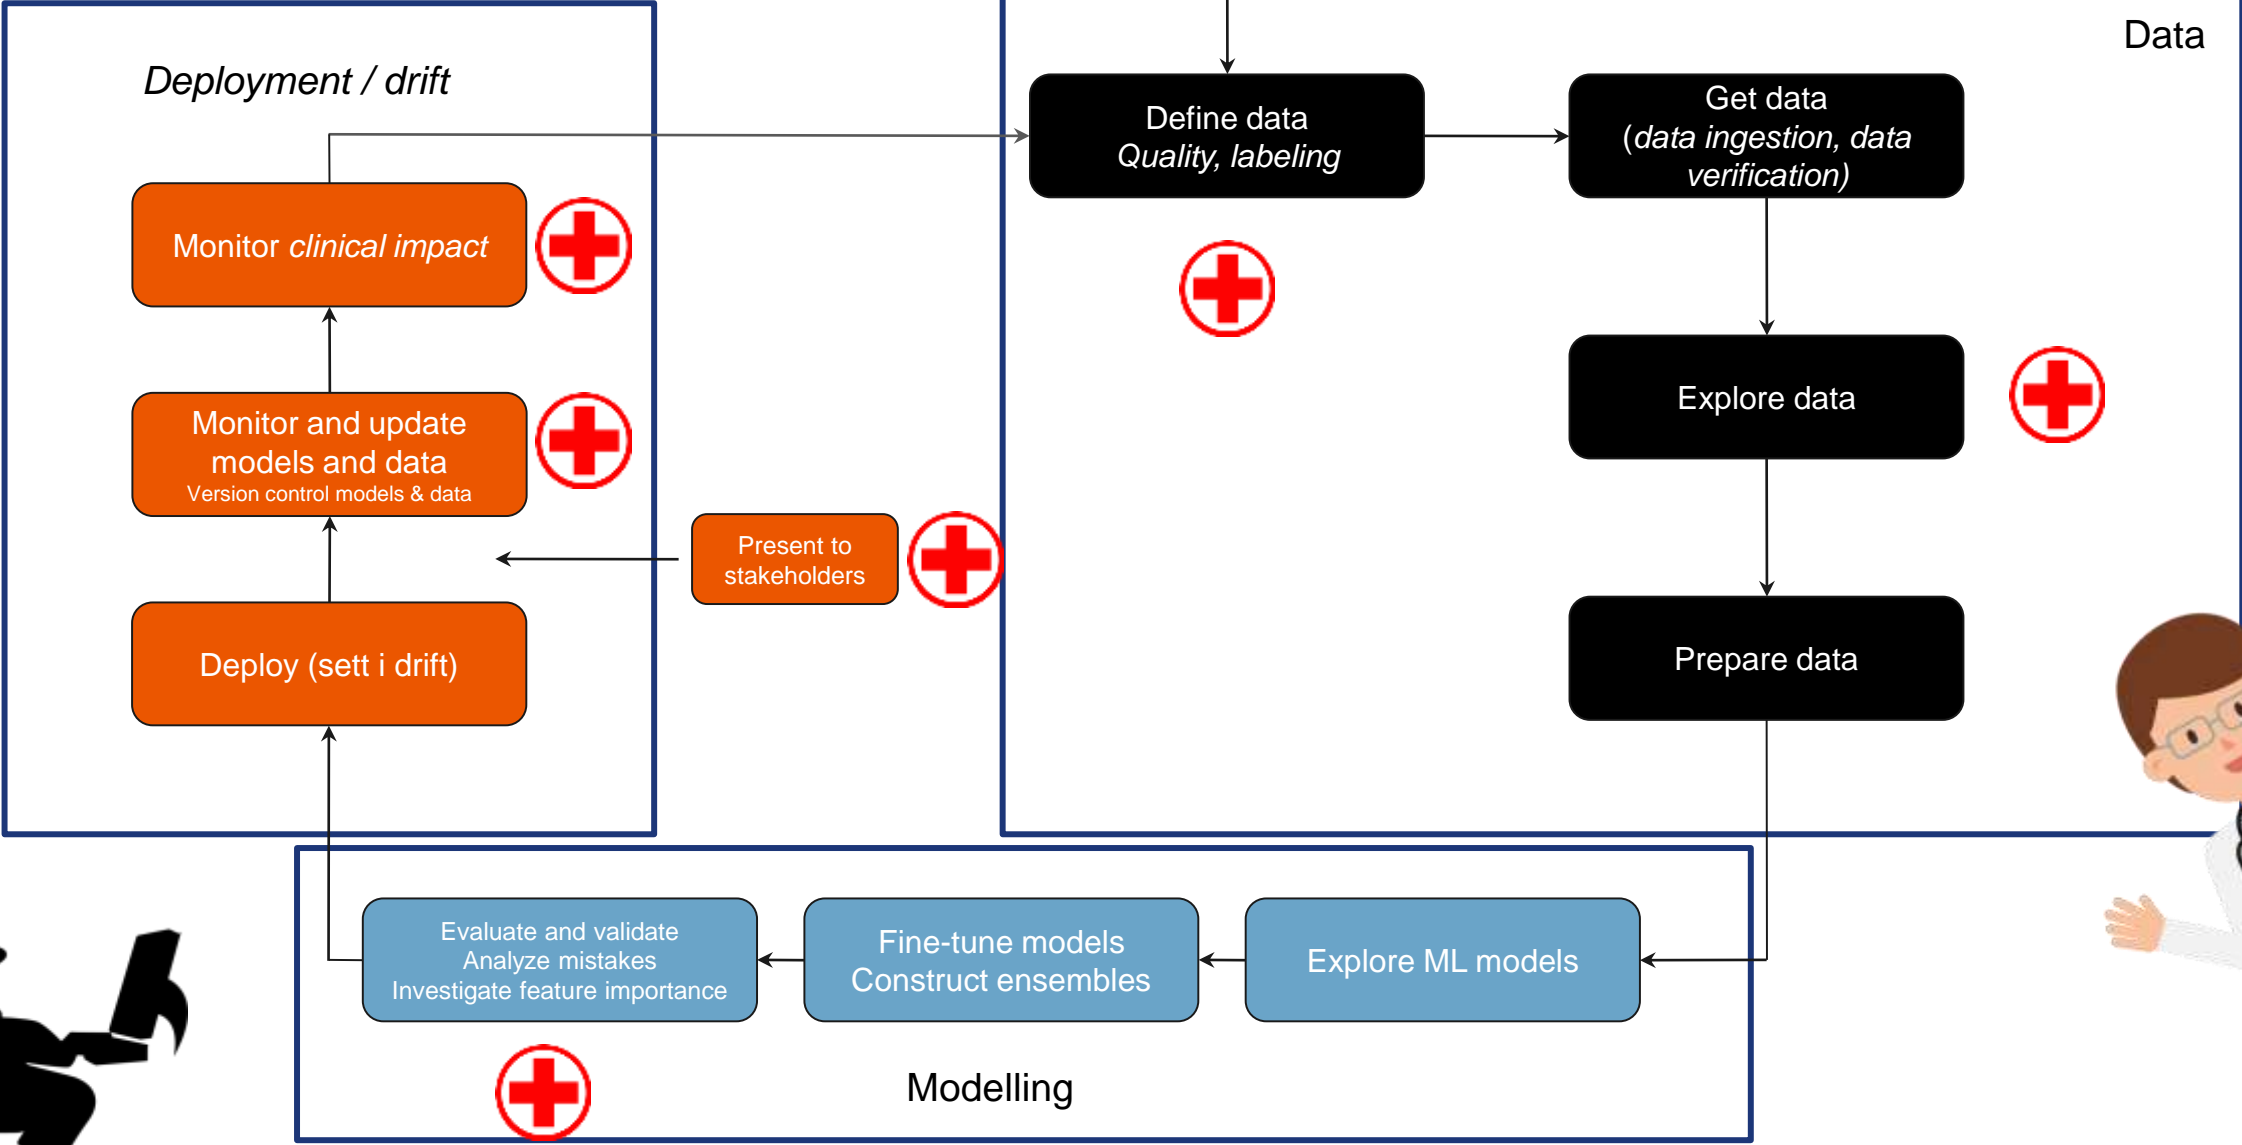 Data
Deployment / drift
Define data
Quality, labeling
Get data
(data ingestion, data
verification)
Monitor clinical impact
Explore data
Monitor and update
models and data
Version control models & data
Present to
stakeholders
Deploy (sett i drift)
Prepare data
Evaluate and validate
Analyze mistakes
Investigate feature importance
Fine-tune models
Construct ensembles
Explore ML models
Modelling